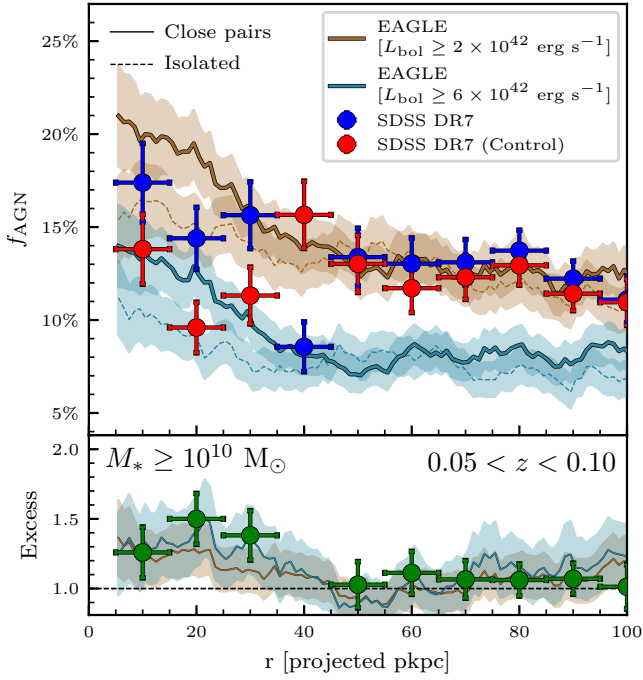 Close pairs
Isolated
EAGLE
[L_bol ≥ 2 × 10^42 erg s^−1]
EAGLE
[L_bol ≥ 6 × 10^42 erg s^−1]
SDSS DR7
SDSS DR7 (Control)
25%
20%
15%
10%
5%
f_AGN
M_* ≥ 10^10 M_⊙
0.05 < z < 0.10
2.0
1.5
1.0
Excess
0 20 40 60 80 100
r [projected pkpc]